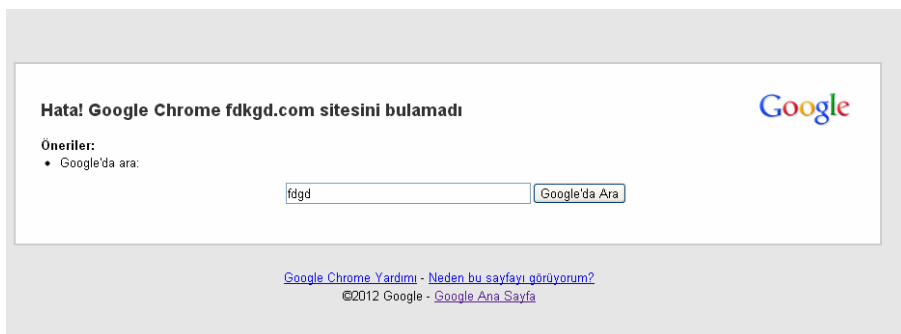 Hata! Google Chrome fdkgd.com sitesini bulamadı
Google
Öneriler:
• Google'da ara:
fdgd Google'da Ara
Google Chrome Yardımı - Neden bu sayfayı görüyorum?
©2012 Google - Google Ana Sayfa